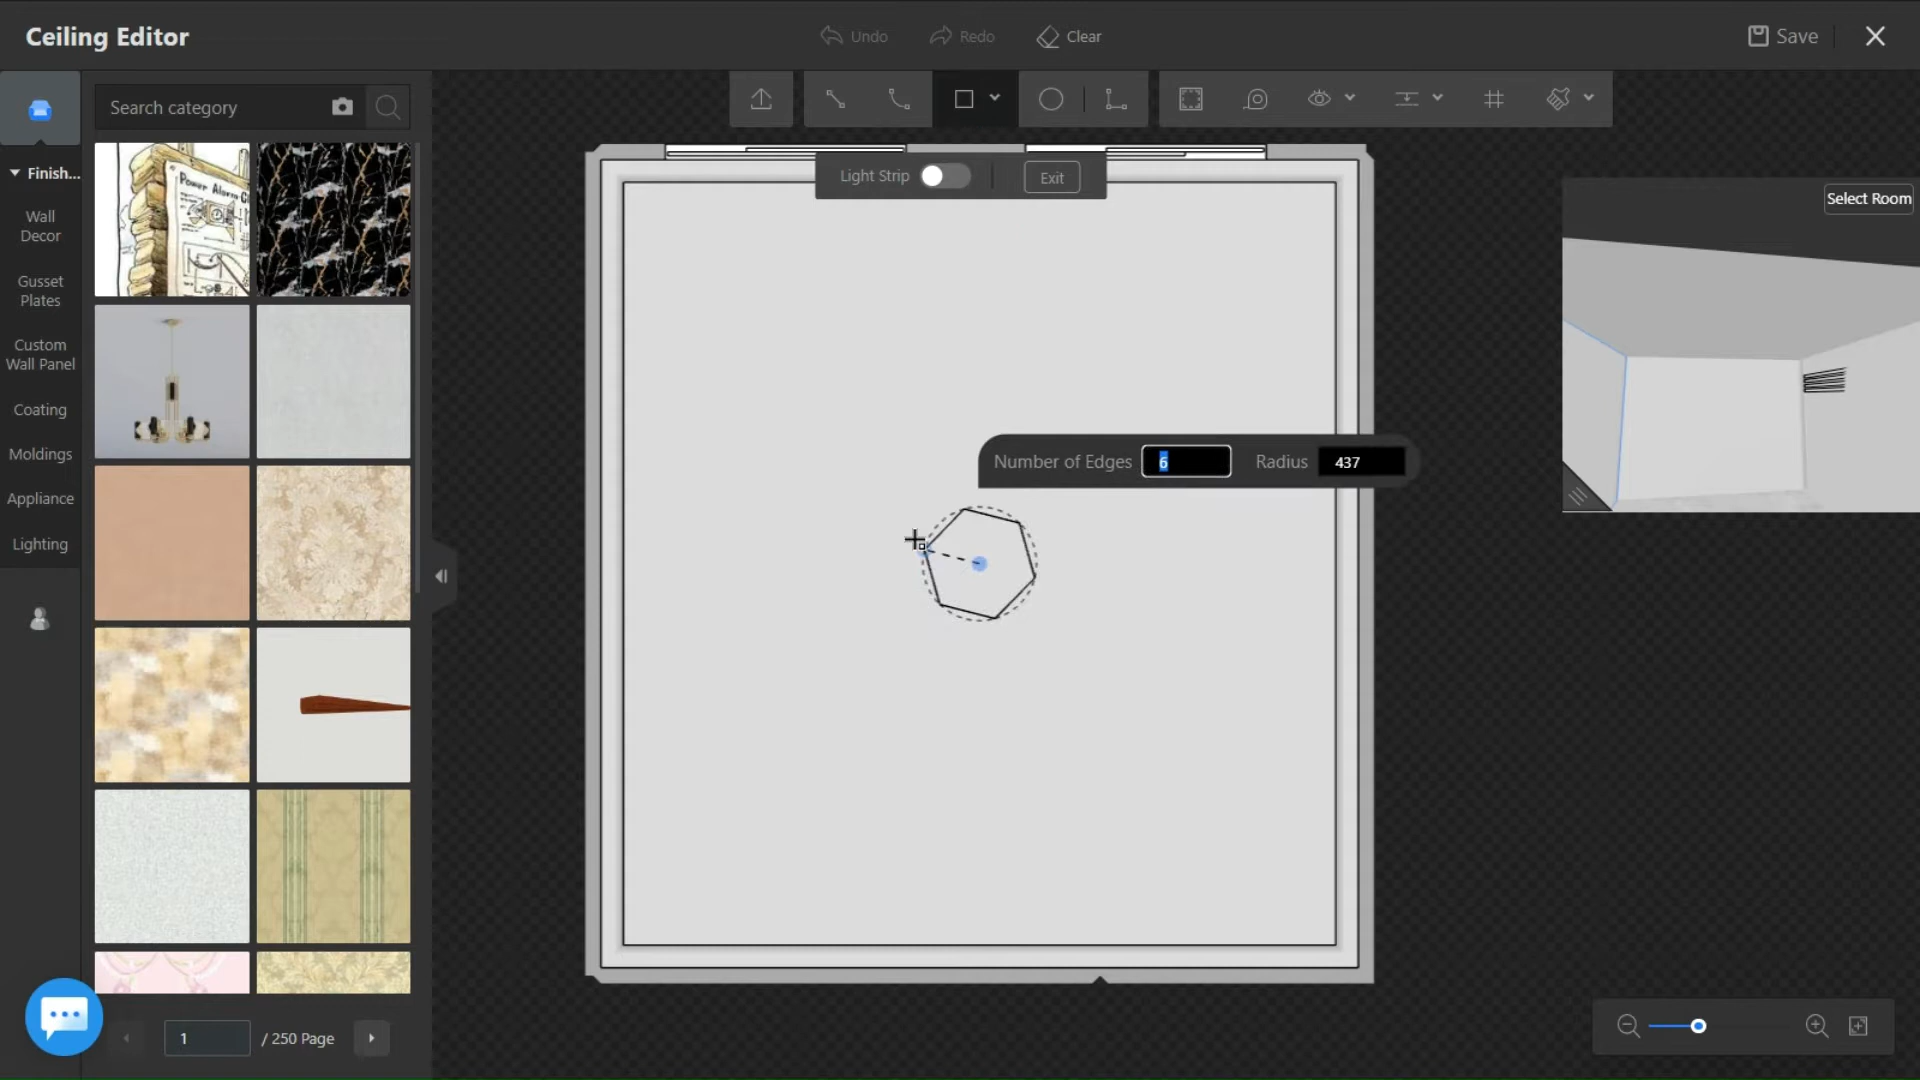 Ceiling Editor
Undo
Redo
Clear
Save
Search category
Light Strip
Exit
Select Room
Finish...
Wall
Decor
Gusset
Plates
Custom
Wall Panel
Coating
Moldings
Appliance
Lighting
Number of Edges 6 Radius 437
1 / 250 Page